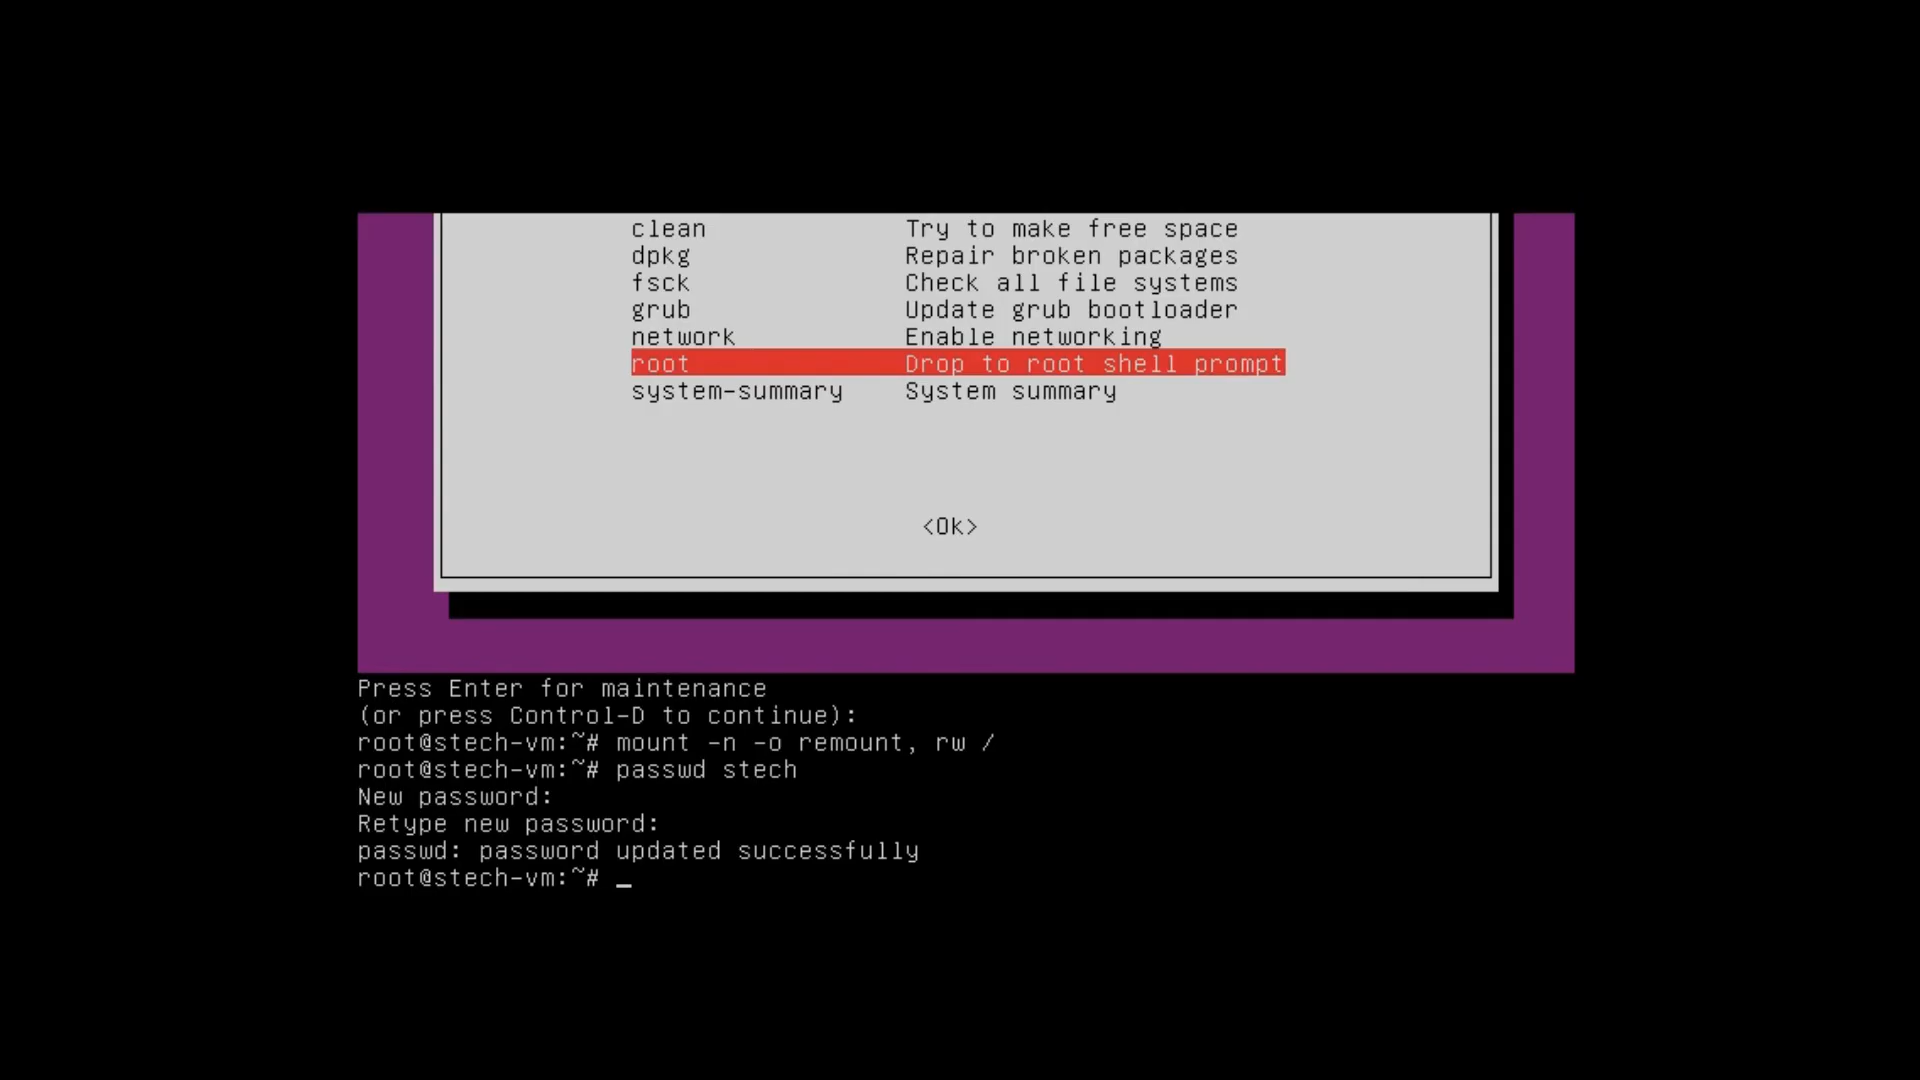 clean Try to make free space
dpkg Repair broken packages
fsck Check all file systems
grub Update grub bootloader
network Enable networking
root Drop to root shell prompt
system-summary System summary
<Ok>
Press Enter for maintenance
(or press Control-D to continue):
root@stech-vm:~# mount -n -o remount, rw /
root@stech-vm:~# passwd stech
New password:
Retype new password:
passwd: password updated successfully
root@stech-vm:~# _